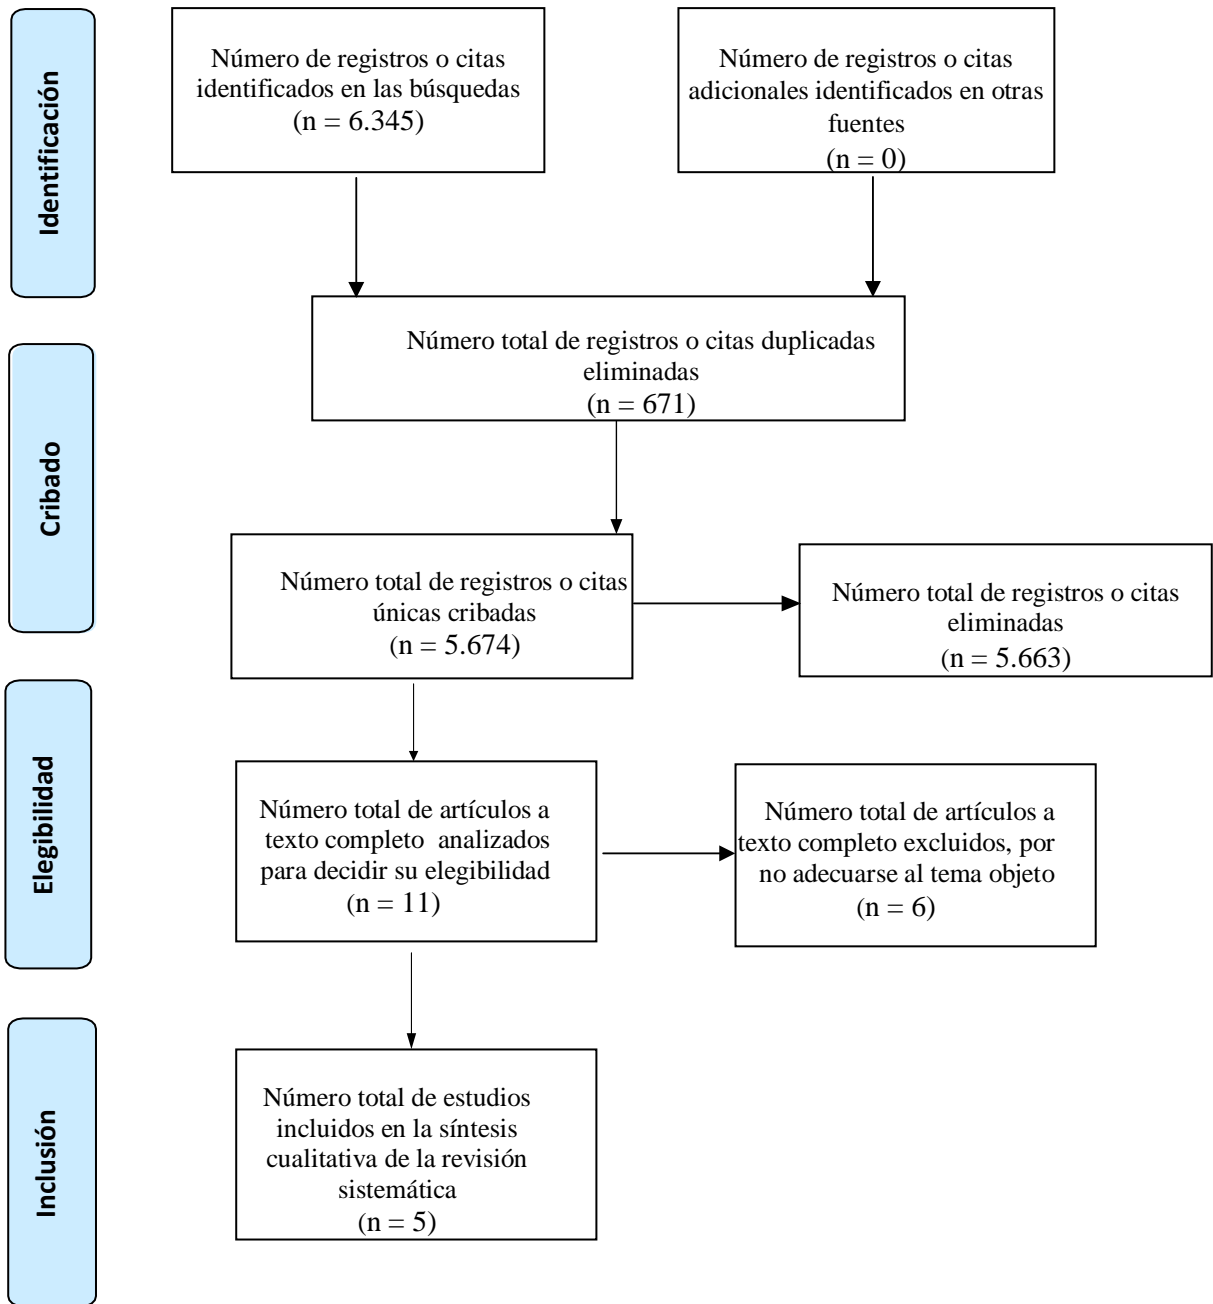 Identificación
Número de registros o citas
identificados en las búsquedas
(n = 6.345)
Número de registros o citas
adicionales identificados en otras
fuentes
(n = 0)
Número total de registros o citas duplicadas
eliminadas
(n = 671)
Cribado
Número total de registros o citas
únicas cribadas
(n = 5.674)
Número total de registros o citas
eliminadas
(n = 5.663)
Elegibilidad
Número total de artículos a
texto completo analizados
para decidir su elegibilidad
(n = 11)
Número total de artículos a
texto completo excluidos, por
no adecuarse al tema objeto
(n = 6)
Inclusión
Número total de estudios
incluidos en la síntesis
cualitativa de la revisión
sistemática
(n = 5)